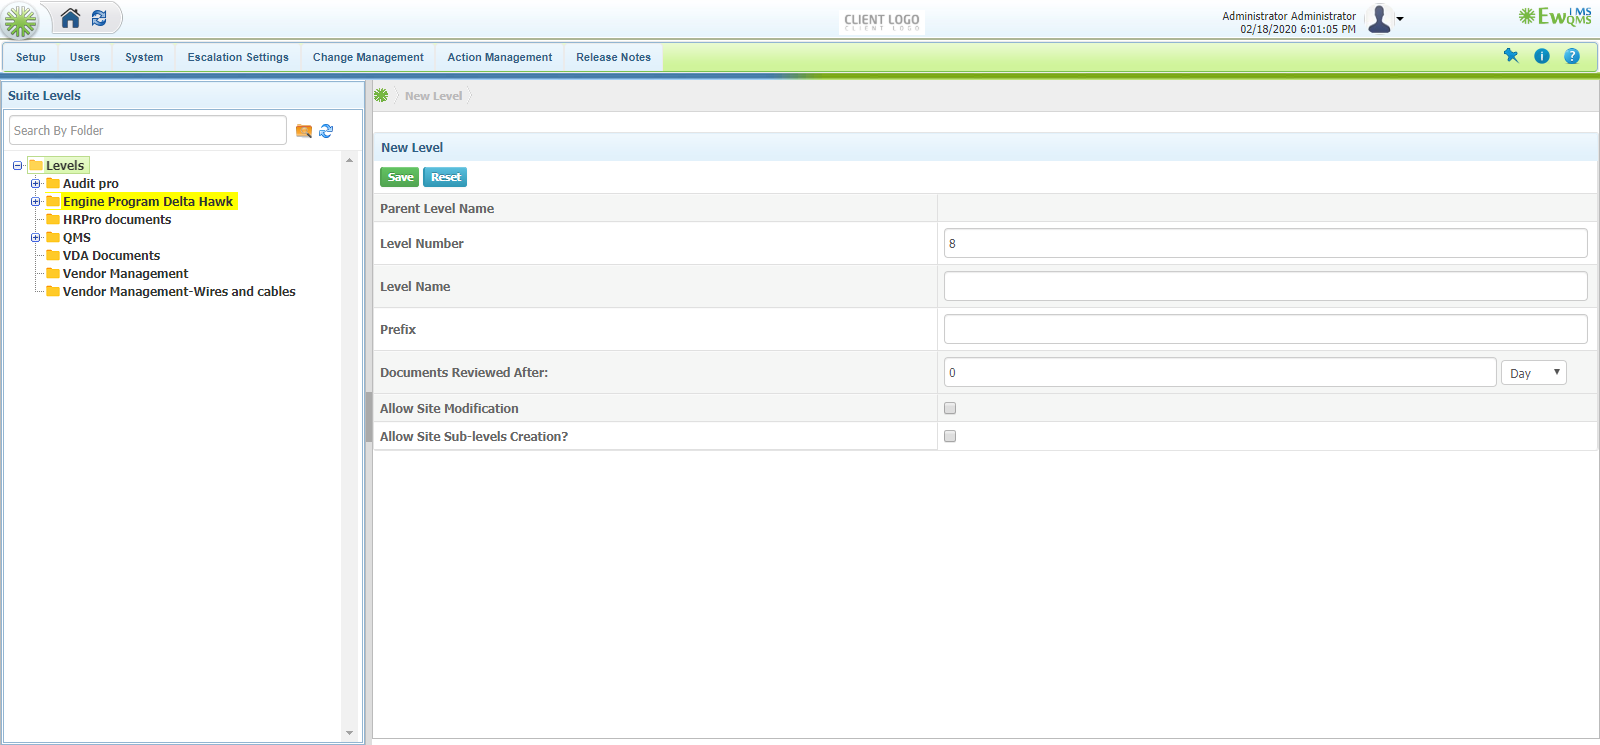 CLIENT LOGO
CLIENT LOGO
Administrator Administrator
02/18/2020 6:01:05 PM
EwQMS
IMS
Setup Users System Escalation Settings Change Management Action Management Release Notes
Suite Levels
Search By Folder
Levels
Audit pro
Engine Program Delta Hawk
HRPro documents
QMS
VDA Documents
Vendor Management
Vendor Management-Wires and cables
New Level
New Level
Save Reset
Parent Level Name
Level Number 8
Level Name
Prefix
Documents Reviewed After: 0 Day
Allow Site Modification
Allow Site Sub-levels Creation?